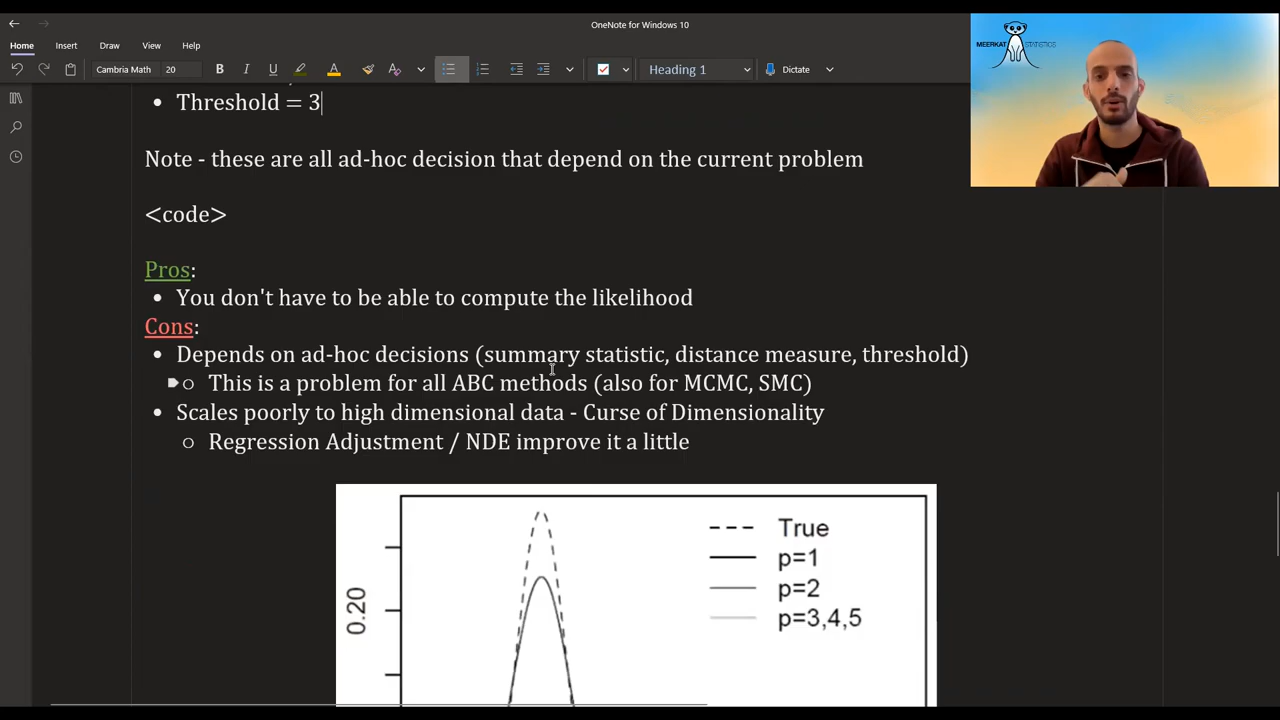 OneNote for Windows 10
Home Insert Draw View Help
Cambria Math 20 B I U A A Heading 1 Dictate
MEERKAT STATISTICS
• Threshold = 3
Note - these are all ad-hoc decision that depend on the current problem
<code>
Pros:
• You don't have to be able to compute the likelihood
Cons:
• Depends on ad-hoc decisions (summary statistic, distance measure, threshold)
○ This is a problem for all ABC methods (also for MCMC, SMC)
• Scales poorly to high dimensional data - Curse of Dimensionality
○ Regression Adjustment / NDE improve it a little
True
p=1
p=2
p=3,4,5
0.20